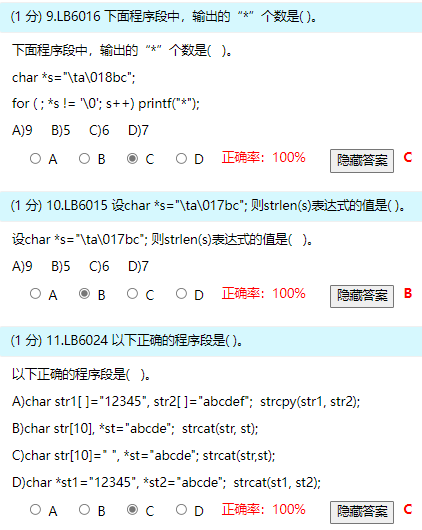 (1 分) 9.LB6016 下面程序段中，输出的“*”个数是( )。
下面程序段中，输出的“*”个数是( )。
char *s="\ta\018bc";
for ( ; *s != '\0'; s++) printf("*");
A)9 B)5 C)6 D)7
A B C D 正确率：100% 隐藏答案 C
(1 分) 10.LB6015 设char *s="\ta\017bc"; 则strlen(s)表达式的值是( )。
设char *s="\ta\017bc"; 则strlen(s)表达式的值是( )。
A)9 B)5 C)6 D)7
A B C D 正确率：100% 隐藏答案 B
(1 分) 11.LB6024 以下正确的程序段是( )。
以下正确的程序段是( )。
A)char str1[ ]="12345", str2[ ]="abcdef"; strcpy(str1, str2);
B)char str[10], *st="abcde"; strcat(str, st);
C)char str[10]=" ", *st="abcde"; strcat(str,st);
D)char *st1="12345", *st2="abcde"; strcat(st1, st2);
A B C D 正确率：100% 隐藏答案 C